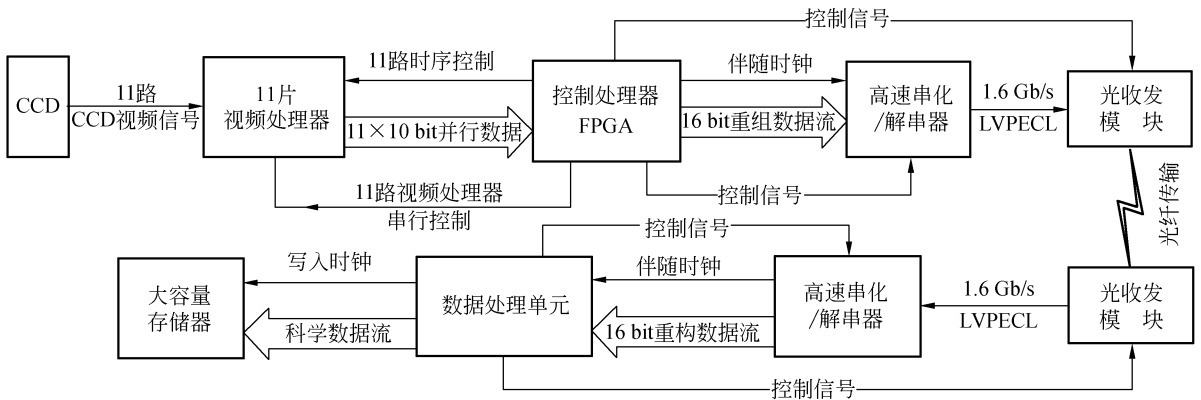 控制信号
CCD
11路
CCD视频信号
11片
视频处理器
11路时序控制
11×10 bit并行数据
控制处理器
FPGA
伴随时钟
16 bit重组数据流
高速串化
/解串器
1.6 Gb/s
LVPECL
光收发
模 块
11路视频处理器
串行控制
控制信号
光纤传输
控制信号
大容量
存储器
写入时钟
科学数据流
数据处理单元
伴随时钟
16 bit重构数据流
高速串化
/解串器
1.6 Gb/s
LVPECL
光收发
模 块
控制信号